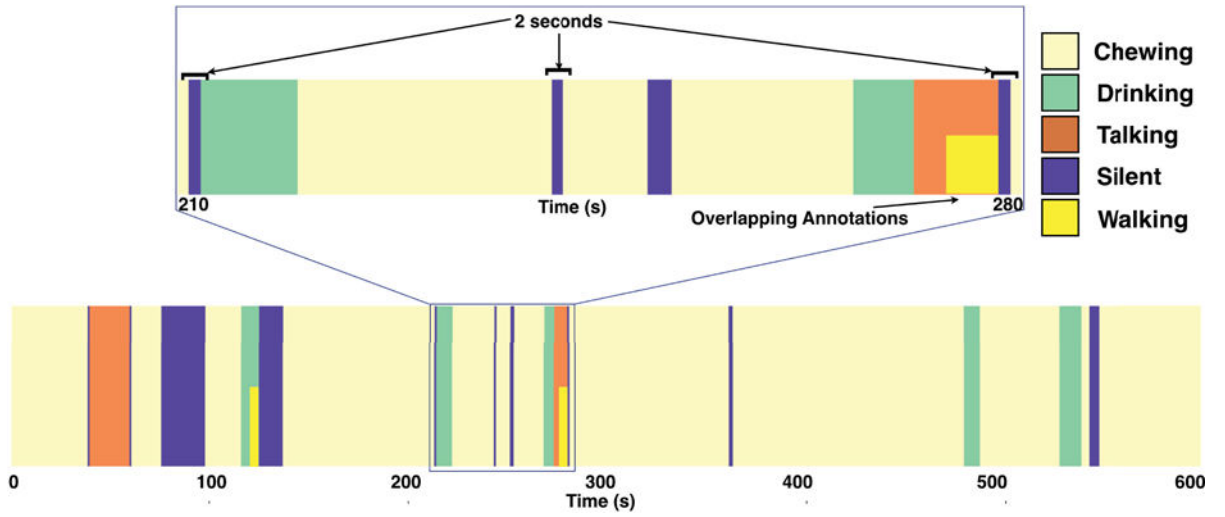 2 seconds
Chewing
Drinking
Talking
Silent
Walking
210
Time (s)
280
Overlapping Annotations
0
100
200
300
400
500
600
Time (s)